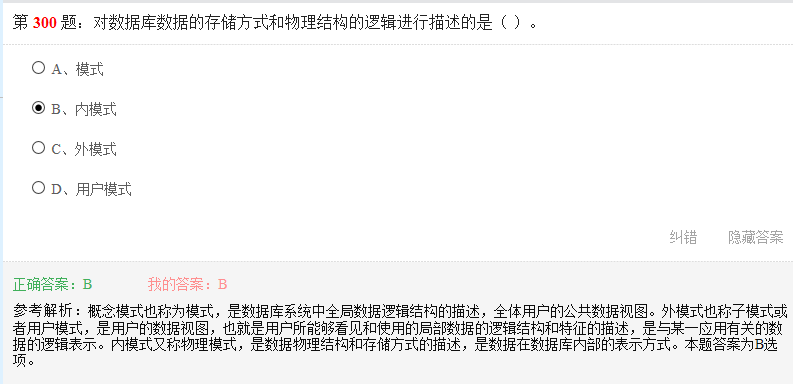 第 300 题：对数据库数据的存储方式和物理结构的逻辑进行描述的是（ ）。
A、模式
B、内模式
C、外模式
D、用户模式
纠错 隐藏答案
正确答案：B 我的答案：B
参考解析：概念模式也称为模式，是数据库系统中全局数据逻辑结构的描述，全体用户的公共数据视图。外模式也称子模式或
者用户模式，是用户的数据视图，也就是用户所能够看见和使用的局部数据的逻辑结构和特征的描述，是与某一应用有关的数
据的逻辑表示。内模式又称物理模式，是数据物理结构和存储方式的描述，是数据在数据库内部的表示方式。本题答案为B选
项。